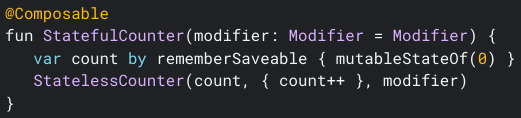 @Composable
fun StatefulCounter(modifier: Modifier = Modifier) {
   var count by rememberSaveable { mutableStateOf(0) }
   StatelessCounter(count, { count++ }, modifier)
}